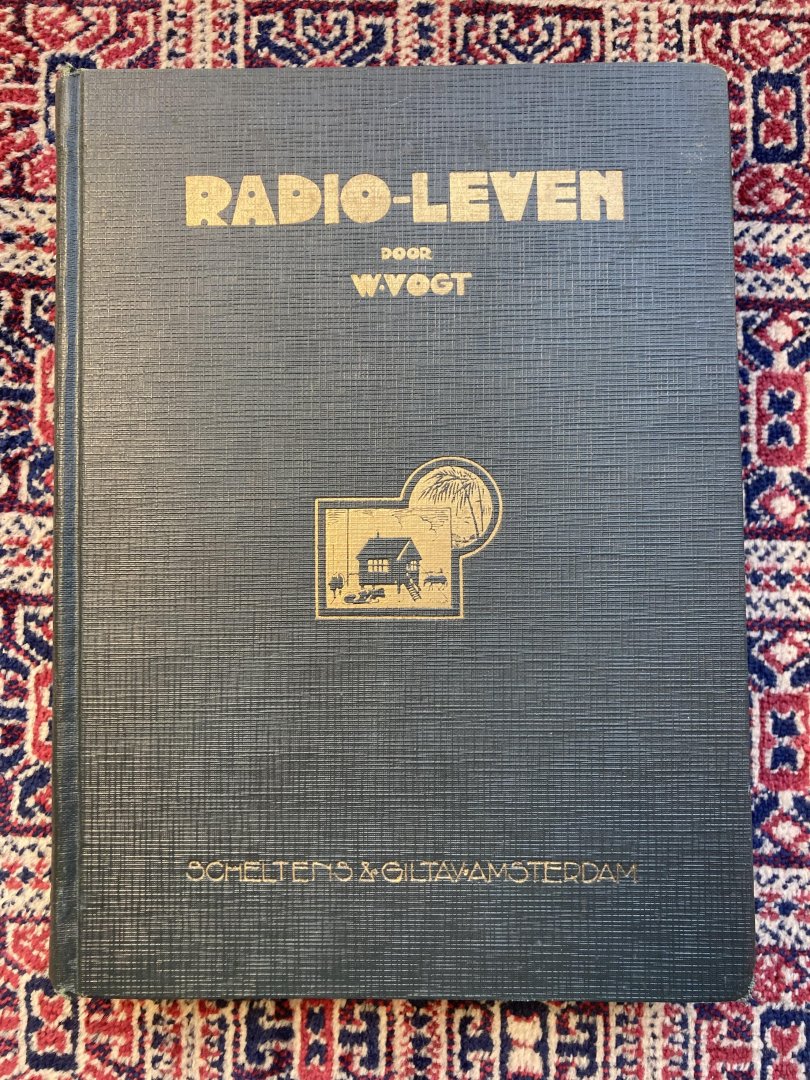 RADIO-LEVEN
DOOR
W·VOGT
SCHELTENS & GILTAY·AMSTERDAM